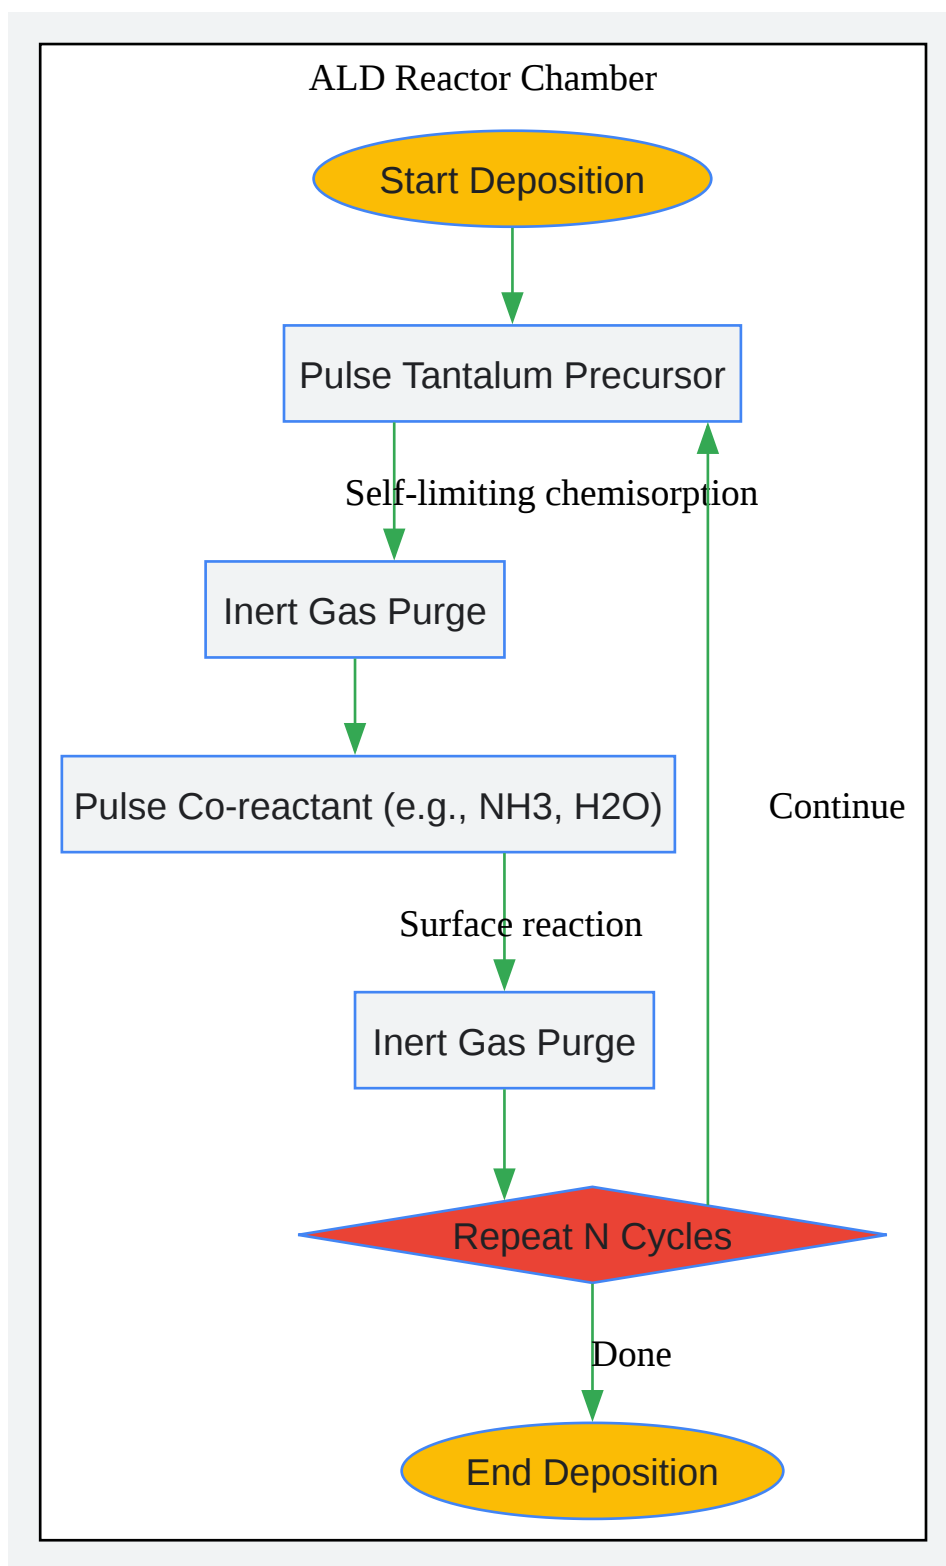 ALD Reactor Chamber
Start Deposition
Pulse Tantalum Precursor
Self-limiting chemisorption
Inert Gas Purge
Pulse Co-reactant (e.g., NH3, H2O)
Continue
Surface reaction
Inert Gas Purge
Repeat N Cycles
Done
End Deposition